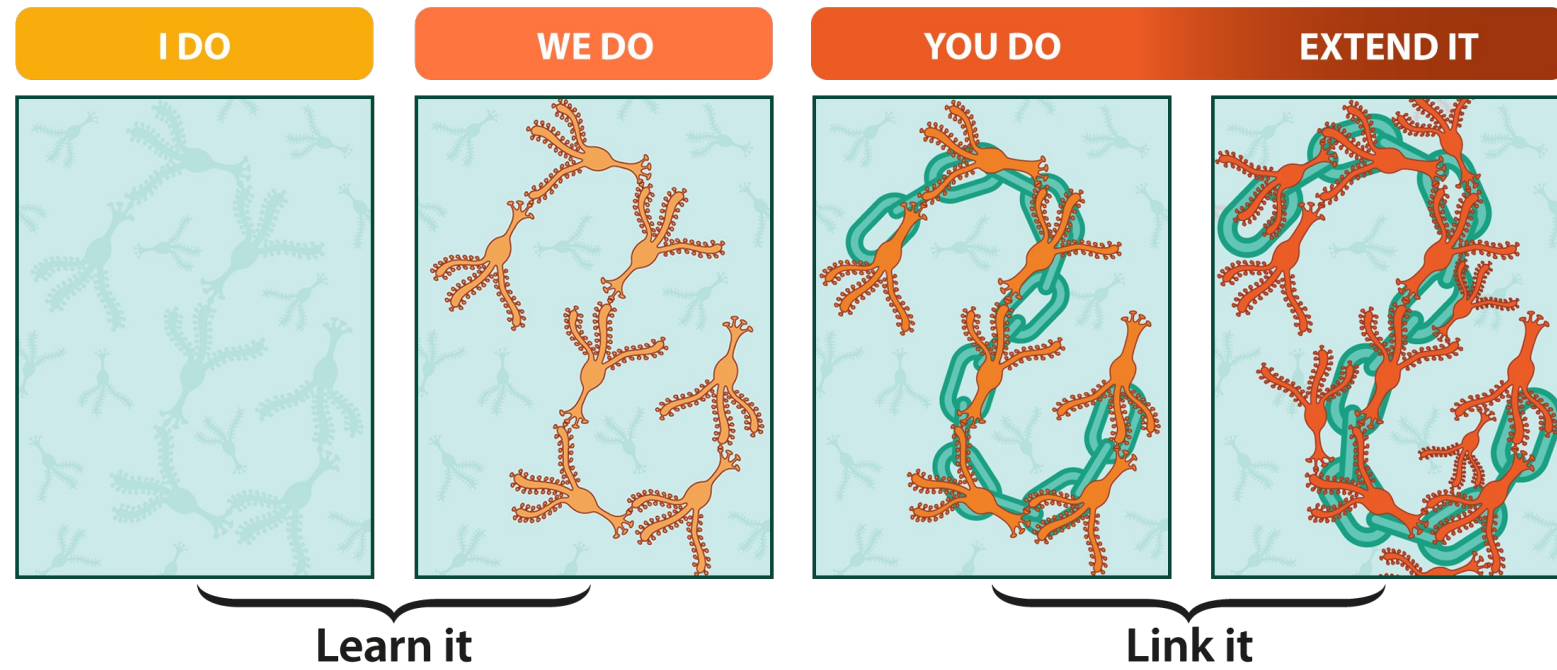 I DO
WE DO
YOU DO
EXTEND IT
Learn it
Link it